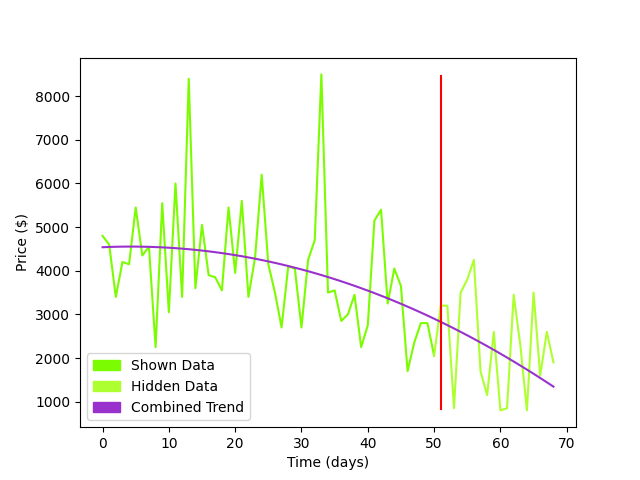 8000
7000
6000
5000
4000
3000
2000
1000
Price ($)
Shown Data
Hidden Data
Combined Trend
0 10 20 30 40 50 60 70
Time (days)